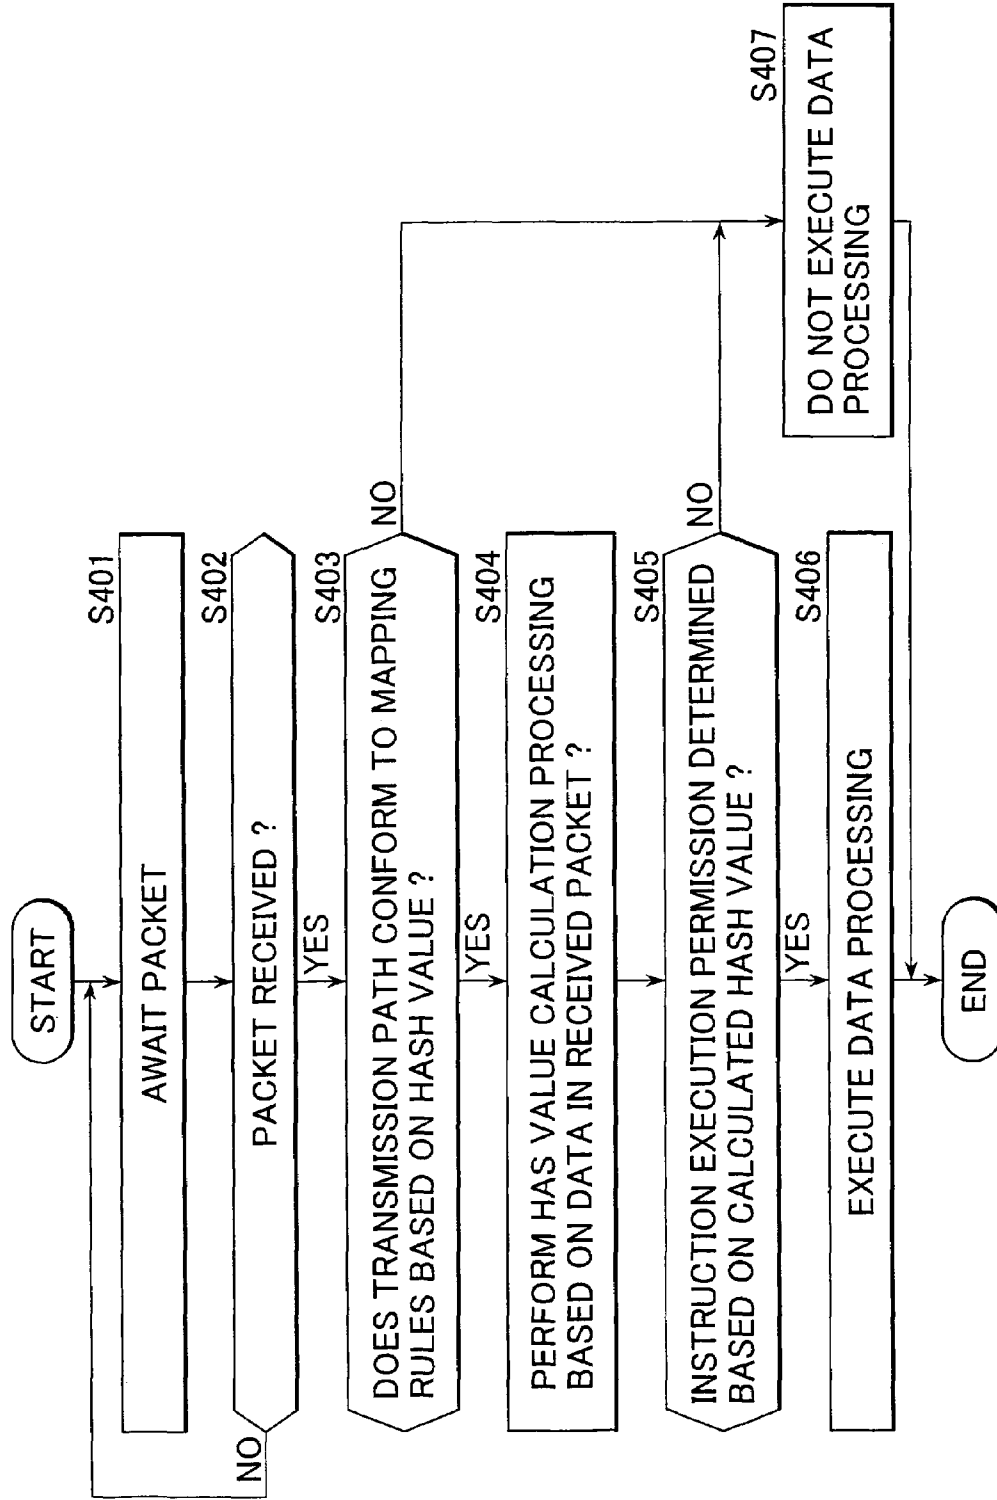 START
S401
AWAIT PACKET
S402
PACKET RECEIVED ?
NO
YES
S403
DOES TRANSMISSION PATH CONFORM TO MAPPING
RULES BASED ON HASH VALUE ?
NO
YES
S404
PERFORM HAS VALUE CALCULATION PROCESSING
BASED ON DATA IN RECEIVED PACKET ?
S405
INSTRUCTION EXECUTION PERMISSION DETERMINED
BASED ON CALCULATED HASH VALUE ?
NO
YES
S406
EXECUTE DATA PROCESSING
S407
DO NOT EXECUTE DATA
PROCESSING
END